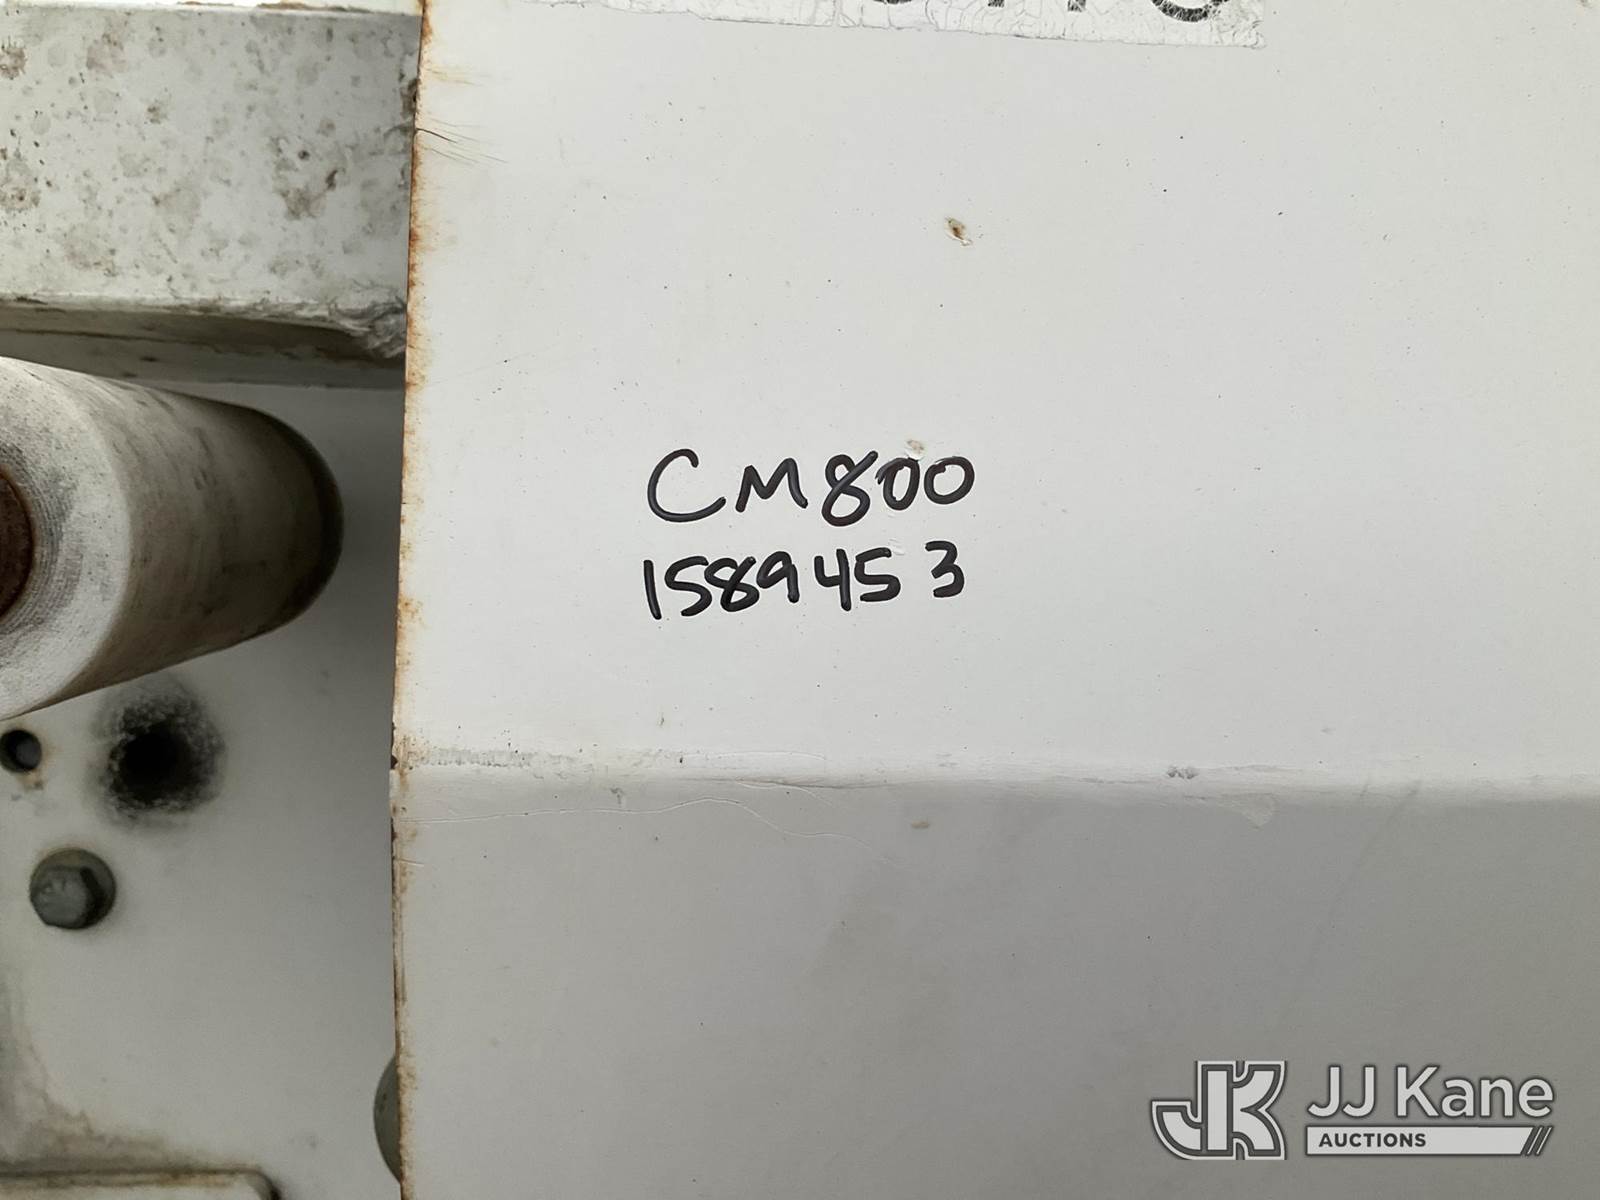 CM800
1589453
JJ Kane
AUCTIONS